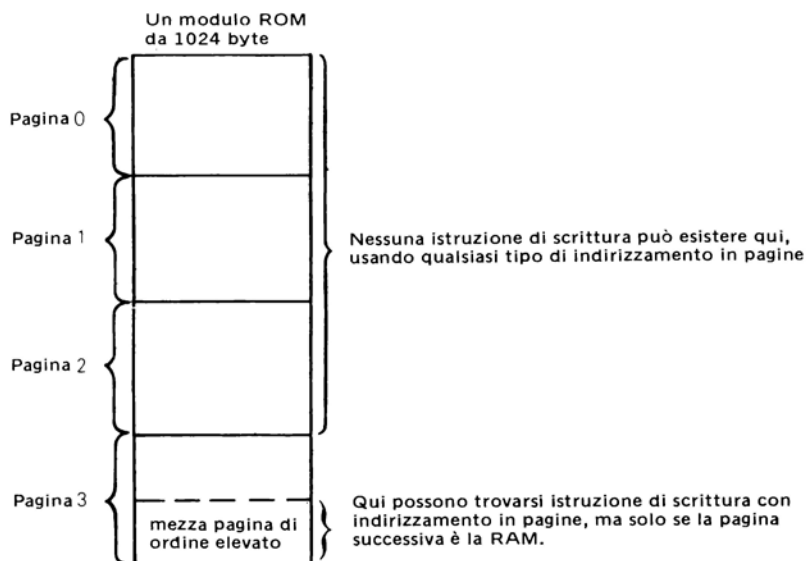 Un modulo ROM
da 1024 byte
Pagina 0
Pagina 1
Nessuna istruzione di scrittura può esistere qui,
usando qualsiasi tipo di indirizzamento in pagine
Pagina 2
Pagina 3
mezza pagina di
ordine elevato
Qui possono trovarsi istruzione di scrittura con
indirizzamento in pagine, ma solo se la pagina
successiva è la RAM.